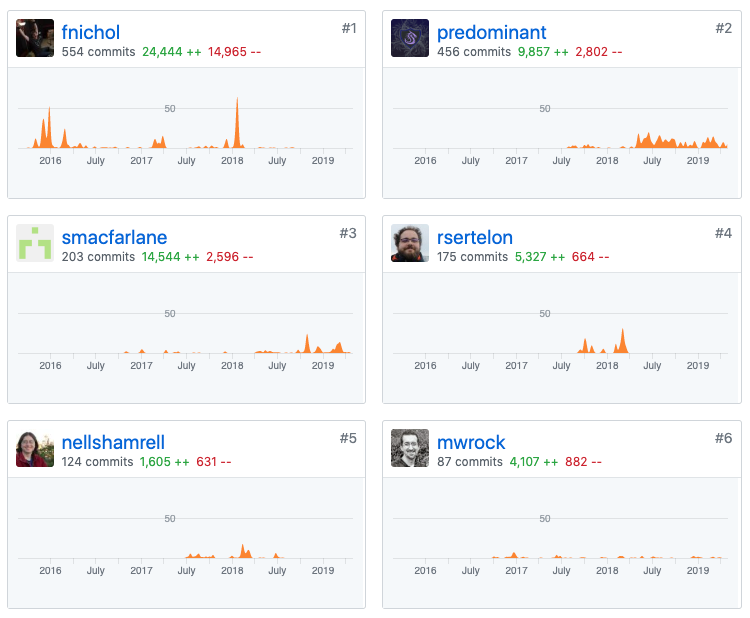 fnichol #1
554 commits 24,444 ++ 14,965 --
50
2016 July 2017 July 2018 July 2019
predominant #2
456 commits 9,857 ++ 2,802 --
50
2016 July 2017 July 2018 July 2019
smacfarlane #3
203 commits 14,544 ++ 2,596 --
50
2016 July 2017 July 2018 July 2019
rsertelon #4
175 commits 5,327 ++ 664 --
50
2016 July 2017 July 2018 July 2019
nellshamrell #5
124 commits 1,605 ++ 631 --
50
2016 July 2017 July 2018 July 2019
mwrock #6
87 commits 4,107 ++ 882 --
50
2016 July 2017 July 2018 July 2019